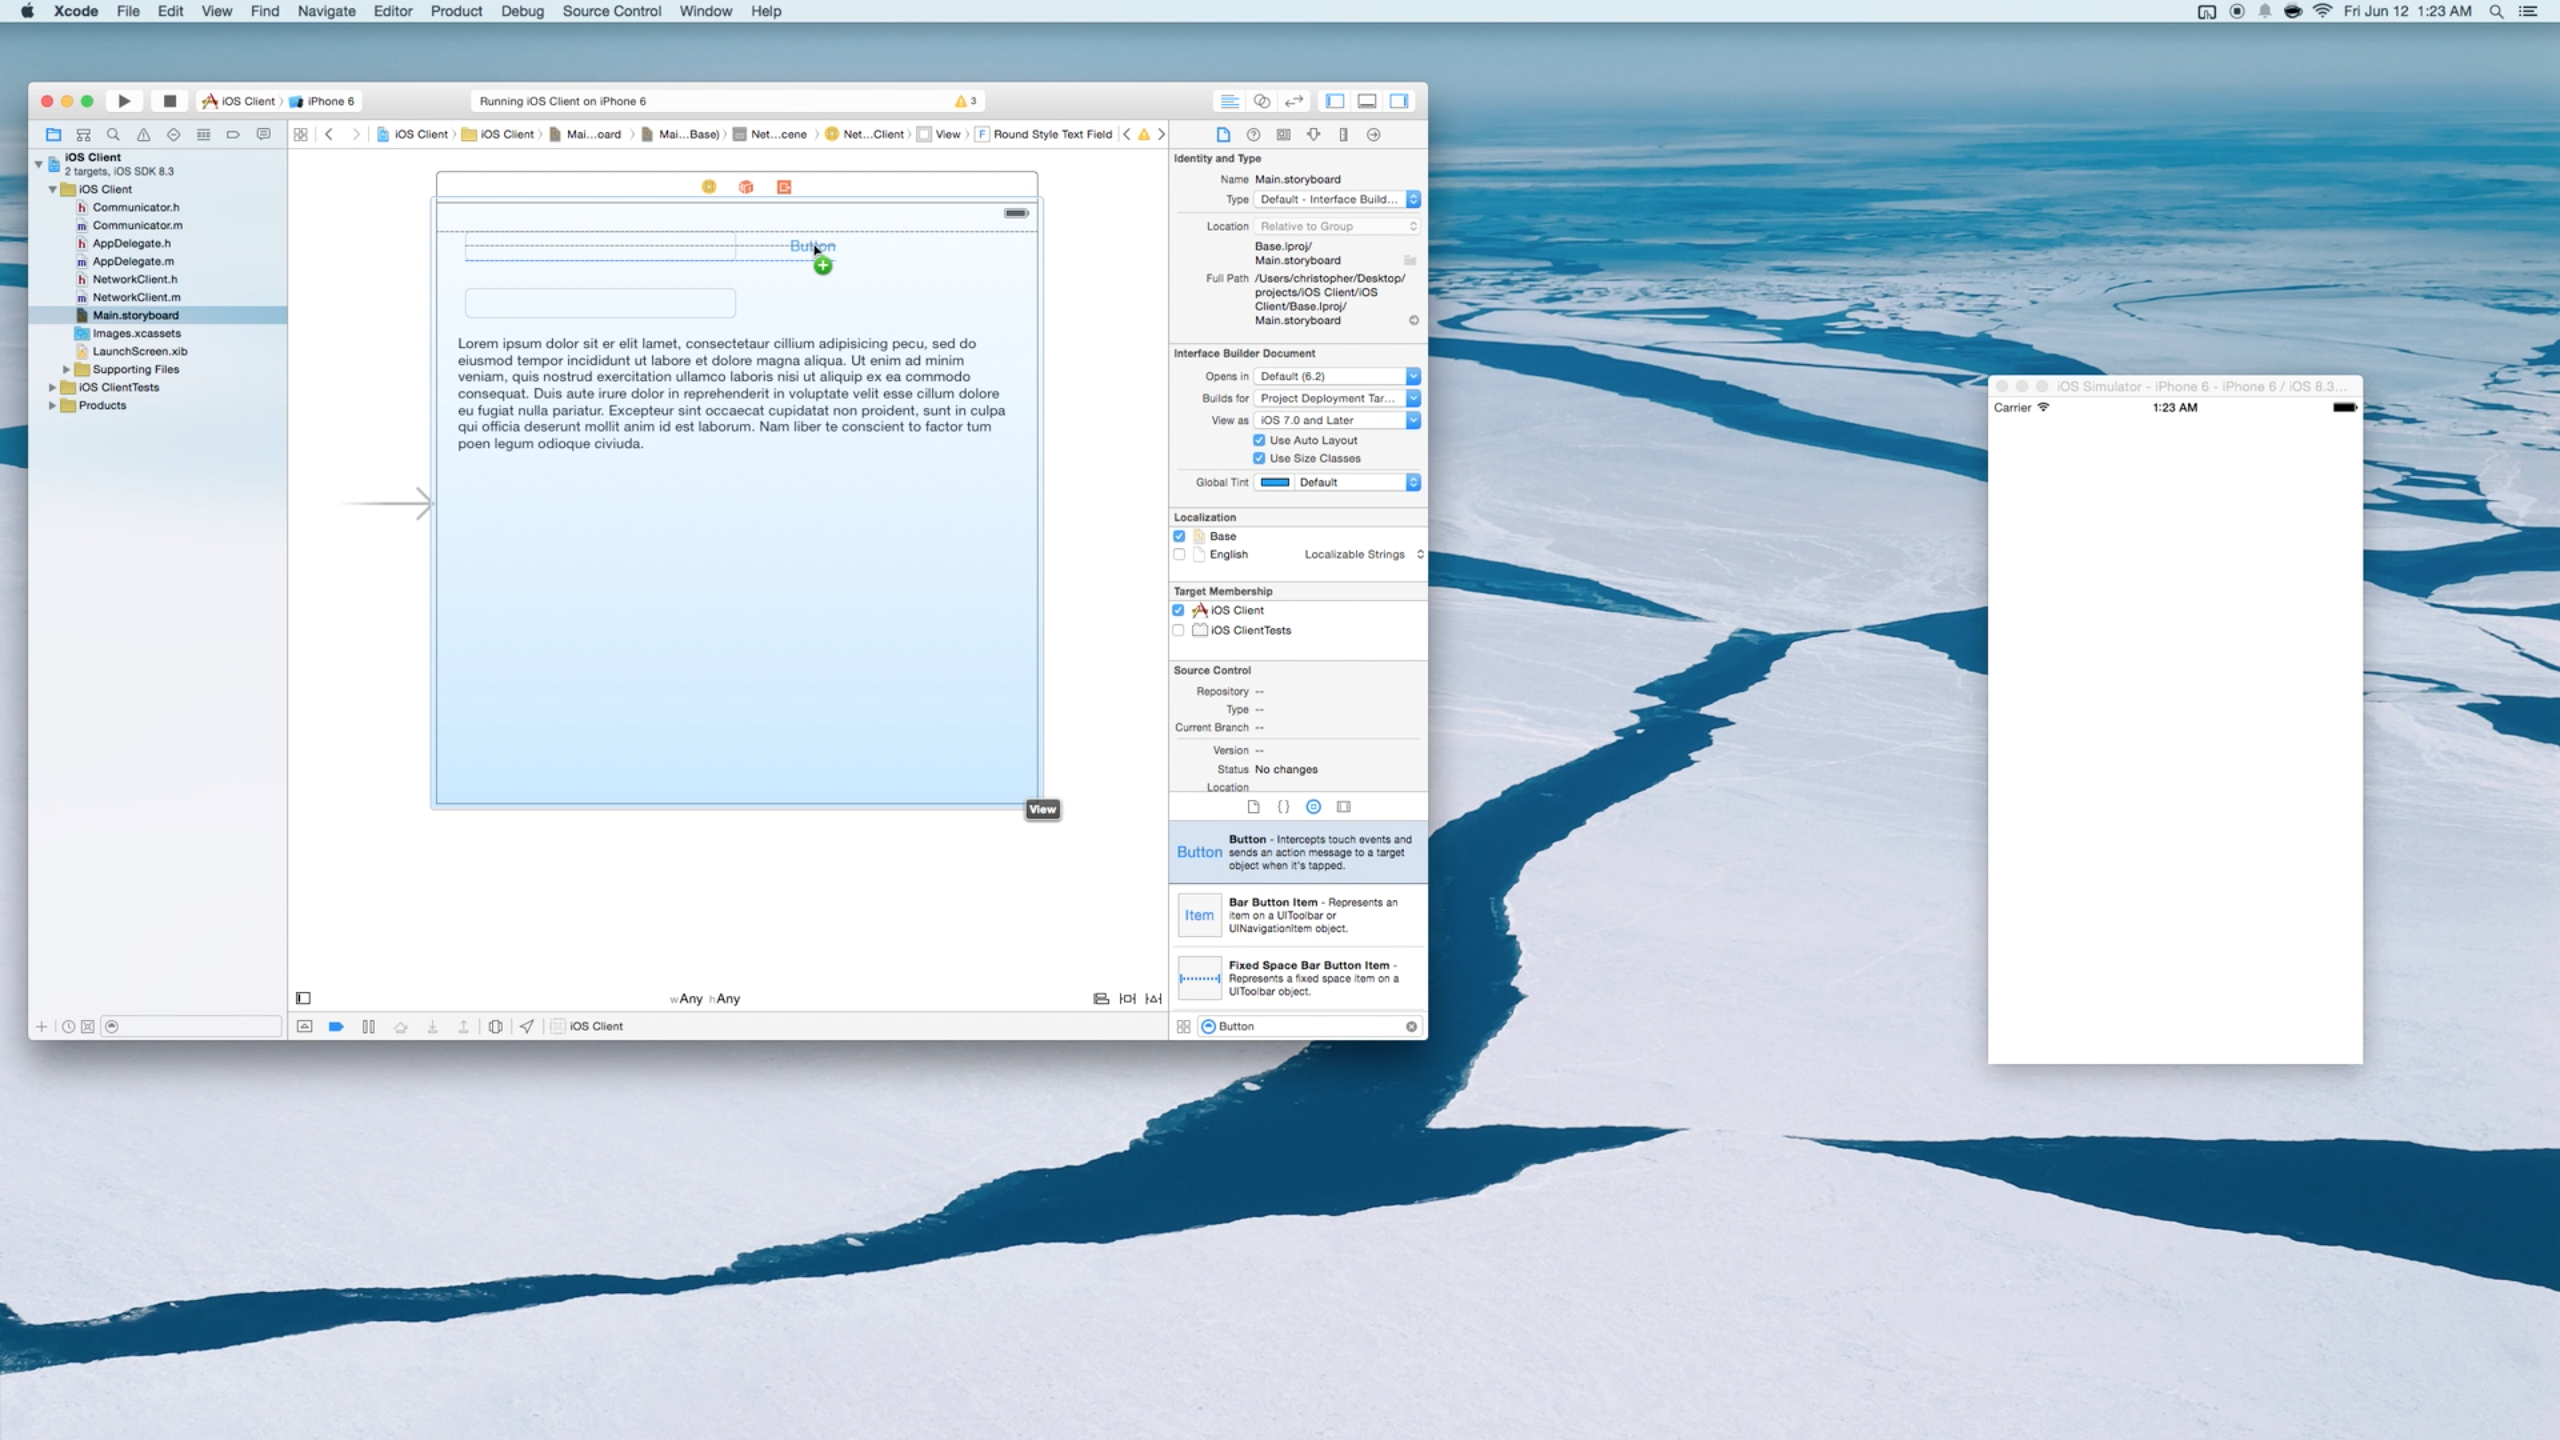 Xcode File Edit View Find Navigate Editor Product Debug Source Control Window Help
Fri Jun 12 1:23 AM
iOS Client iPhone 6
Running iOS Client on iPhone 6
3
iOS Client iOS Client Mai...oard Mai...Base) Net...cene Net...Client View F Round Style Text Field
iOS Client
2 targets, iOS SDK 8.3
iOS Client
h Communicator.h
m Communicator.m
h AppDelegate.h
m AppDelegate.m
h NetworkClient.h
m NetworkClient.m
Main.storyboard
Images.xcassets
LaunchScreen.xib
Supporting Files
iOS ClientTests
Products
Button
Lorem ipsum dolor sit er elit lamet, consectetaur cillium adipisicing pecu, sed do
eiusmod tempor incididunt ut labore et dolore magna aliqua. Ut enim ad minim
veniam, quis nostrud exercitation ullamco laboris nisi ut aliquip ex ea commodo
consequat. Duis aute irure dolor in reprehenderit in voluptate velit esse cillum dolore
eu fugiat nulla pariatur. Excepteur sint occaecat cupidatat non proident, sunt in culpa
qui officia deserunt mollit anim id est laborum. Nam liber te conscient to factor tum
poen legum odioque civiuda.
View
wAny hAny
iOS Client
Identity and Type
Name Main.storyboard
Type Default - Interface Build...
Location Relative to Group
Base.lproj/
Main.storyboard
Full Path /Users/christopher/Desktop/
projects/iOS Client/iOS
Client/Base.lproj/
Main.storyboard
Interface Builder Document
Opens in Default (6.2)
Builds for Project Deployment Tar...
View as iOS 7.0 and Later
Use Auto Layout
Use Size Classes
Global Tint Default
Localization
Base
English Localizable Strings
Target Membership
iOS Client
iOS ClientTests
Source Control
Repository --
Type --
Current Branch --
Version --
Status No changes
Location
Button
Button - Intercepts touch events and
sends an action message to a target
object when it's tapped.
Item
Bar Button Item - Represents an
item on a UIToolbar or
UINavigationItem object.
Fixed Space Bar Button Item -
Represents a fixed space item on a
UIToolbar object.
Button
iOS Simulator - iPhone 6 - iPhone 6 / iOS 8.3...
Carrier 1:23 AM